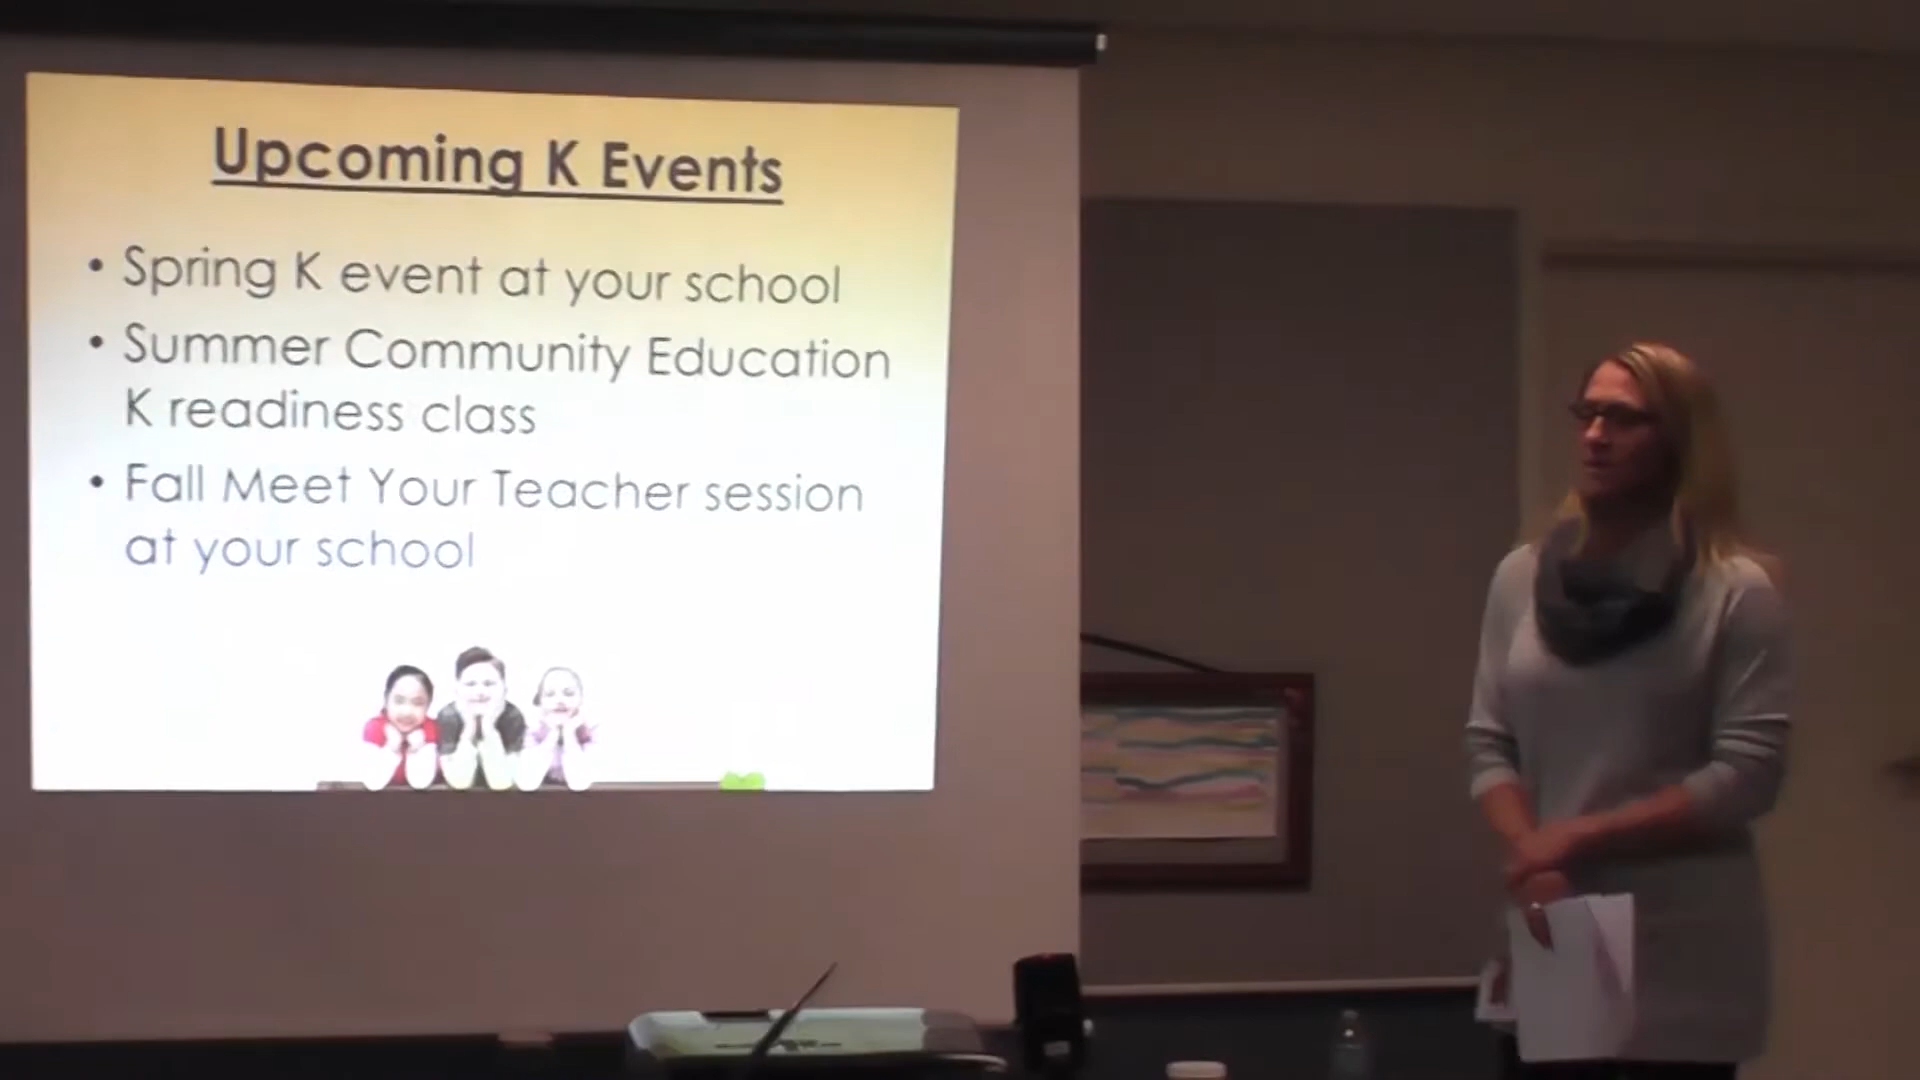 Upcoming K Events
• Spring K event at your school
• Summer Community Education
K readiness class
• Fall Meet Your Teacher session
at your school